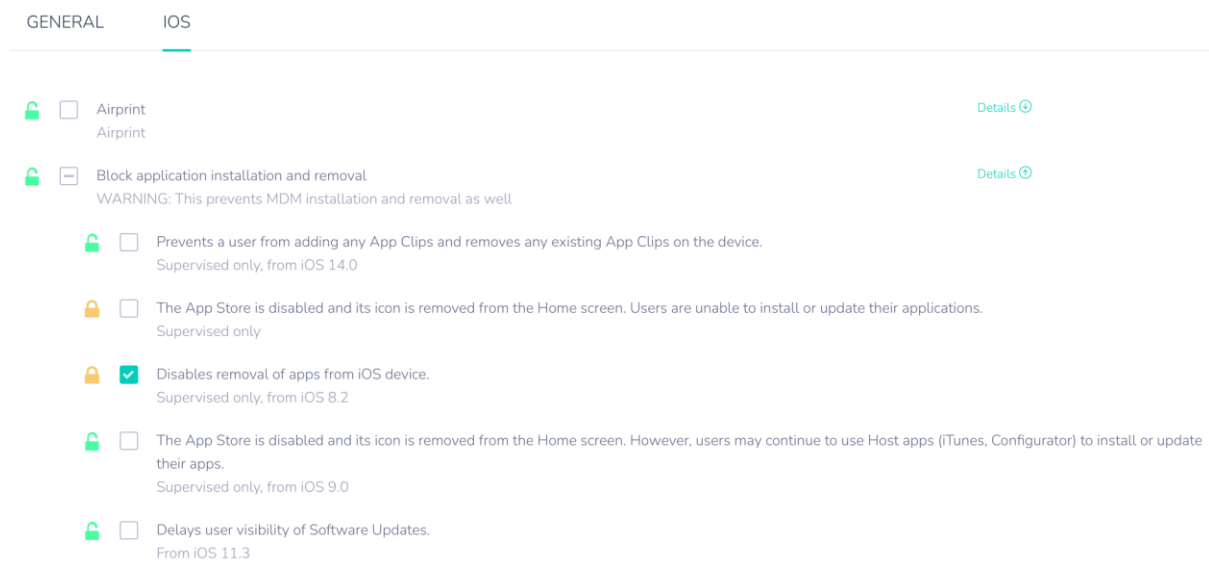 GENERAL IOS
Airprint Details
Airprint
Block application installation and removal Details
WARNING: This prevents MDM installation and removal as well
Prevents a user from adding any App Clips and removes any existing App Clips on the device.
Supervised only, from iOS 14.0
The App Store is disabled and its icon is removed from the Home screen. Users are unable to install or update their applications.
Supervised only
Disables removal of apps from iOS device.
Supervised only, from iOS 8.2
The App Store is disabled and its icon is removed from the Home screen. However, users may continue to use Host apps (iTunes, Configurator) to install or update
their apps.
Supervised only, from iOS 9.0
Delays user visibility of Software Updates.
From iOS 11.3